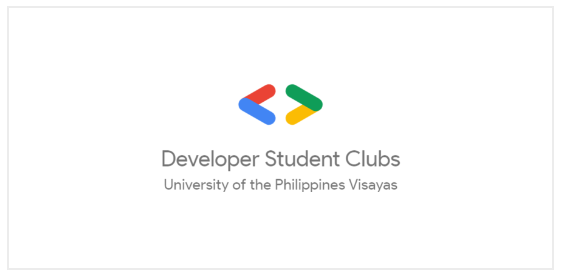 Developer Student Clubs
University of the Philippines Visayas